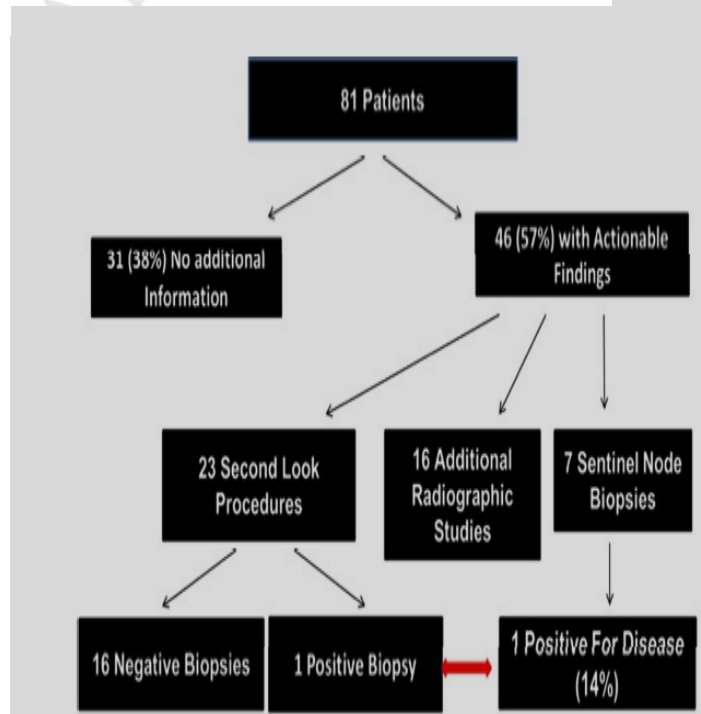 81 Patients
31 (38%) No additional
Information
46 (57%) with Actionable
Findings
23 Second Look
Procedures
16 Additional
Radiographic
Studies
7 Sentinel Node
Biopsies
16 Negative Biopsies
1 Positive Biopsy
1 Positive For Disease
(14%)